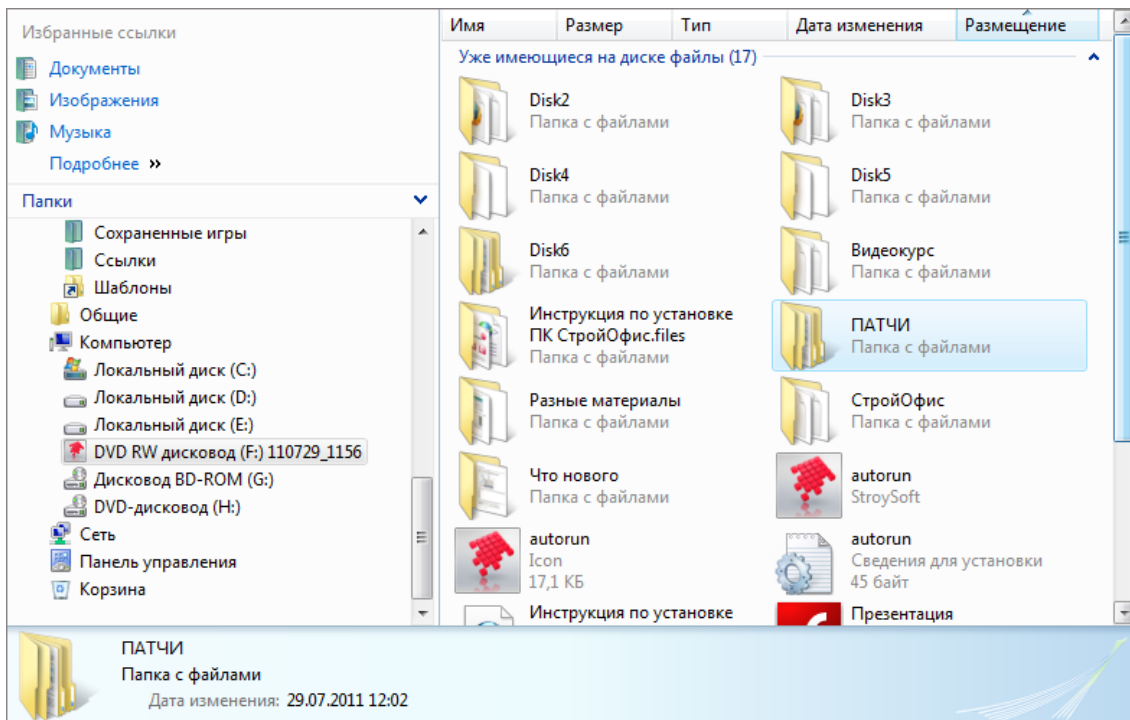 Избранные ссылки
Документы
Изображения
Музыка
Подробнее »
Папки
Сохраненные игры
Ссылки
Шаблоны
Общие
Компьютер
Локальный диск (C:)
Локальный диск (D:)
Локальный диск (E:)
DVD RW дисковод (F:) 110729_1156
Дисковод BD-ROM (G:)
DVD-дисковод (H:)
Сеть
Панель управления
Корзина
Имя Размер Тип Дата изменения Размещение
Уже имеющиеся на диске файлы (17)
Disk2
Папка с файлами
Disk3
Папка с файлами
Disk4
Папка с файлами
Disk5
Папка с файлами
Disk6
Папка с файлами
Видеокурс
Папка с файлами
Инструкция по установке
ПК СтройОфис.files
Папка с файлами
ПАТЧИ
Папка с файлами
Разные материалы
Папка с файлами
СтройОфис
Папка с файлами
Что нового
Папка с файлами
autorun
StroySoft
autorun
Icon
17,1 КБ
autorun
Сведения для установки
45 байт
Инструкция по установке
Презентация
ПАТЧИ
Папка с файлами
Дата изменения: 29.07.2011 12:02